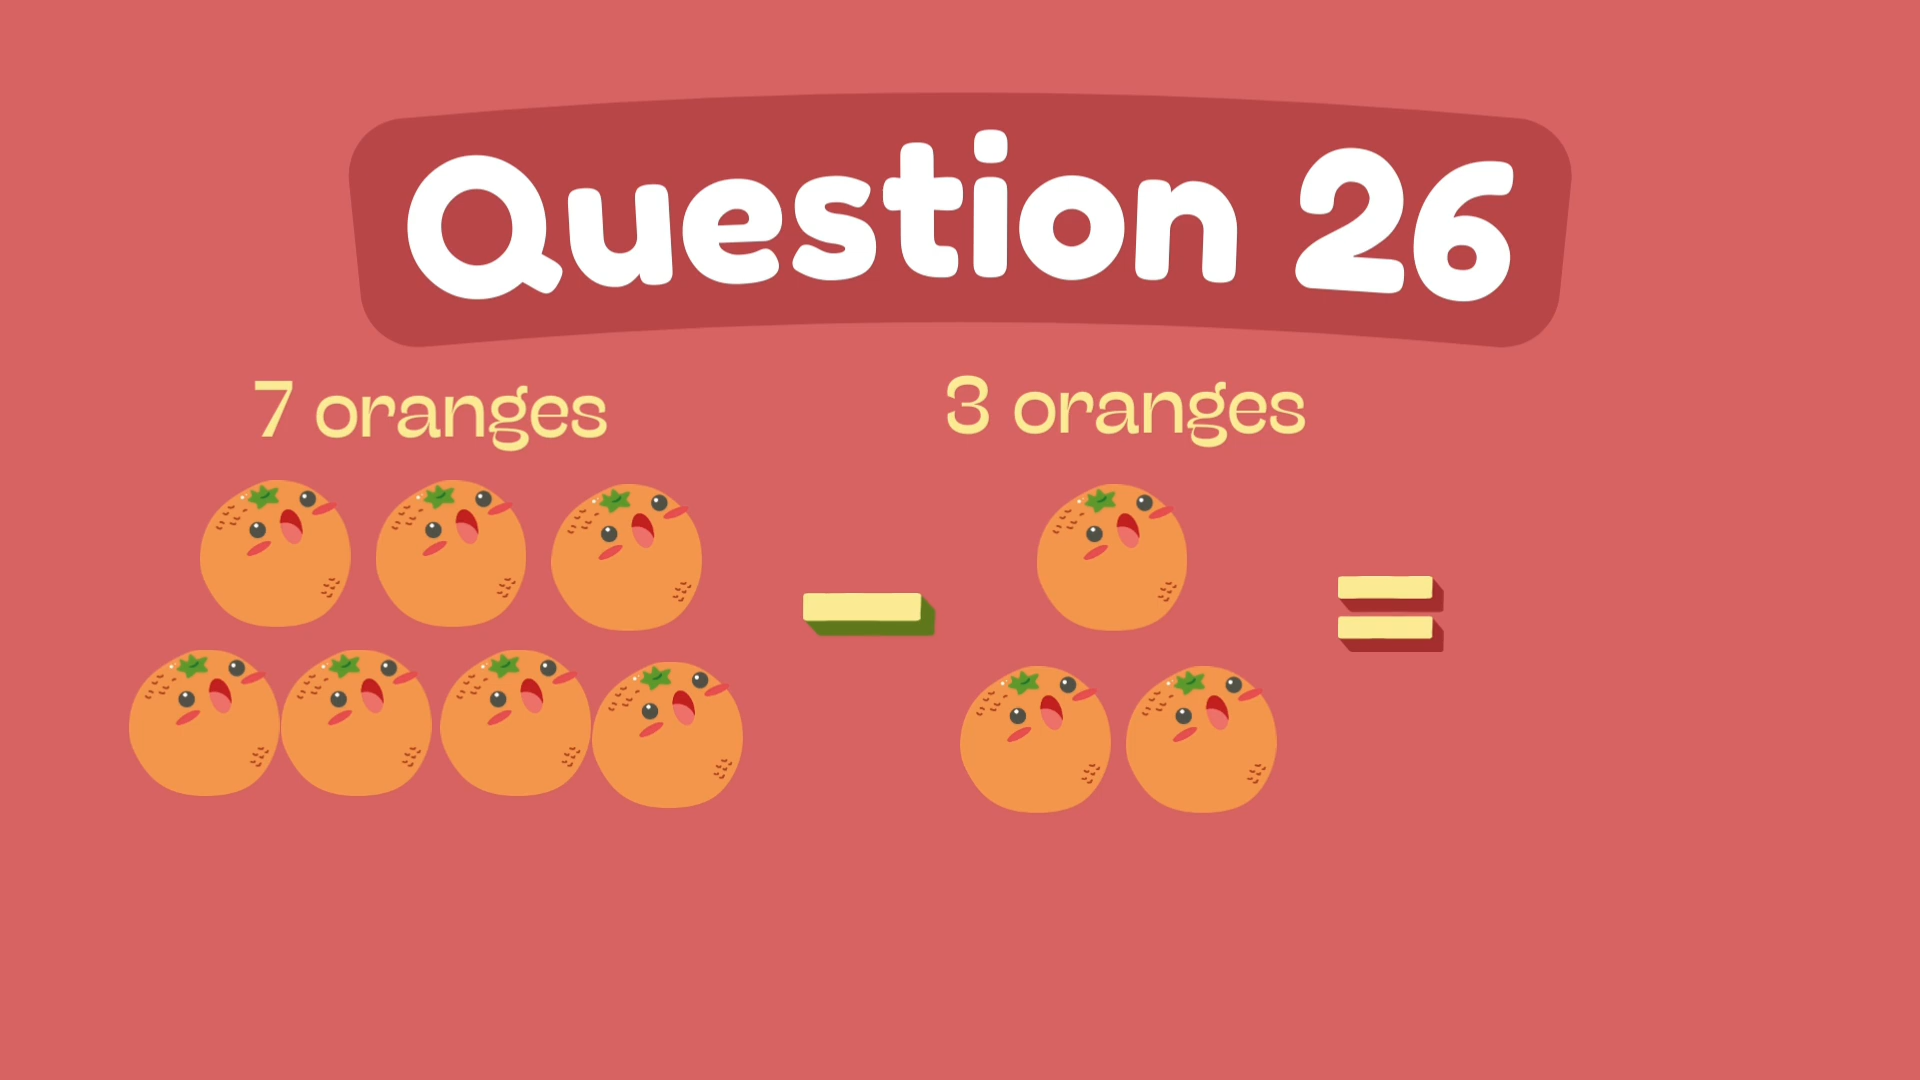 Question 26
7 oranges
3 oranges
- =